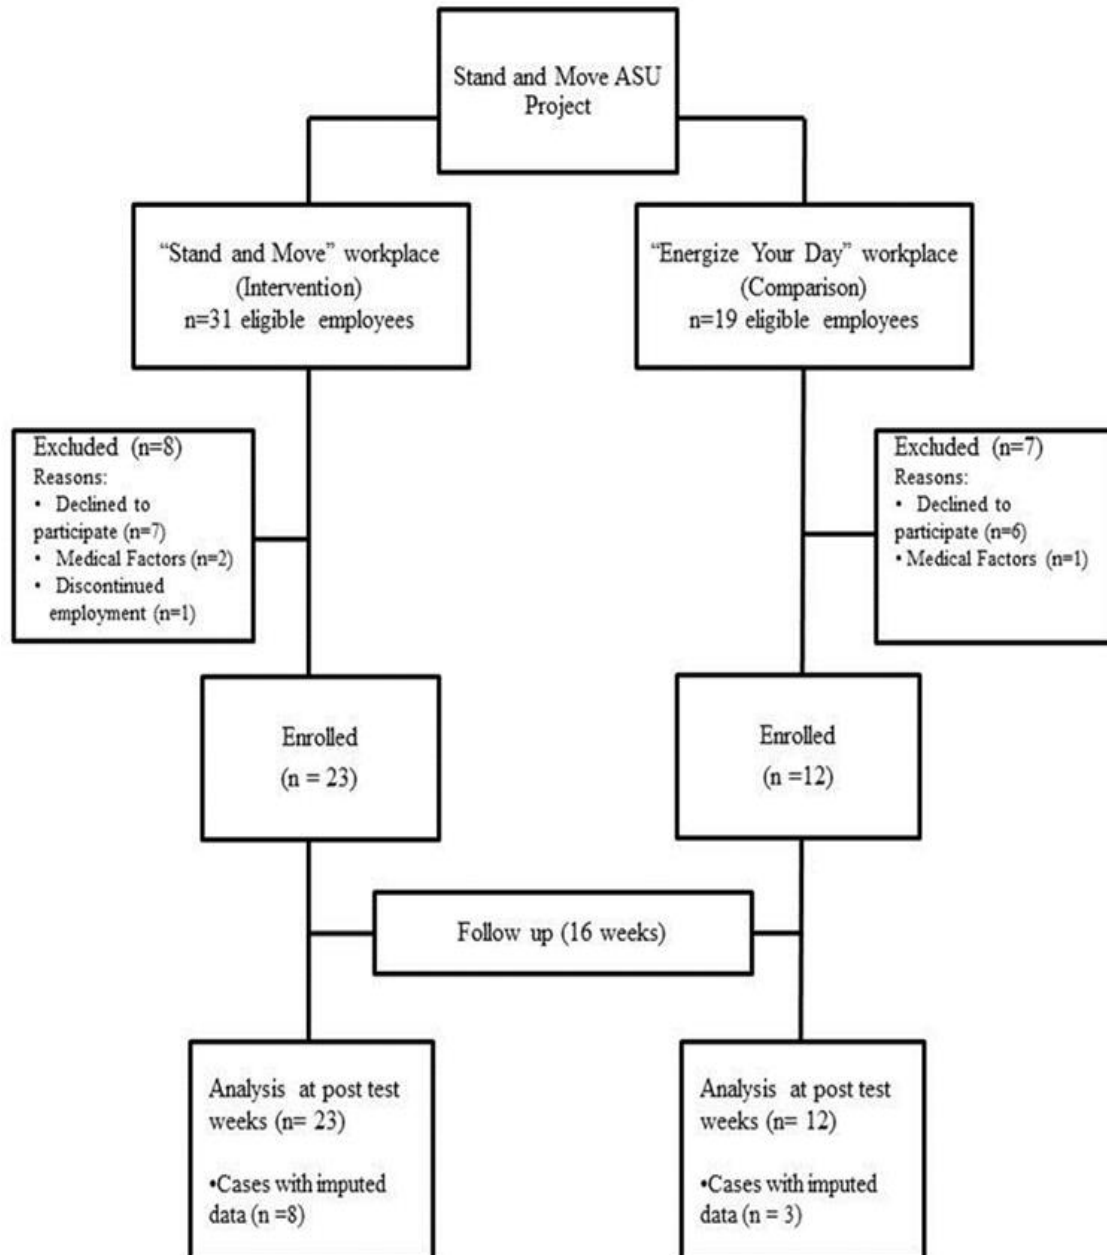 Stand and Move ASU
Project
“Stand and Move” workplace
(Intervention)
n=31 eligible employees
“Energize Your Day” workplace
(Comparison)
n=19 eligible employees
Excluded (n=8)
Reasons:
• Declined to
participate (n=7)
• Medical Factors (n=2)
• Discontinued
employment (n=1)
Excluded (n=7)
Reasons:
• Declined to
participate (n=6)
• Medical Factors (n=1)
Enrolled
(n = 23)
Enrolled
(n =12)
Follow up (16 weeks)
Analysis at post test
weeks (n= 23)
•Cases with imputed
data (n =8)
Analysis at post test
weeks (n= 12)
•Cases with imputed
data (n = 3)